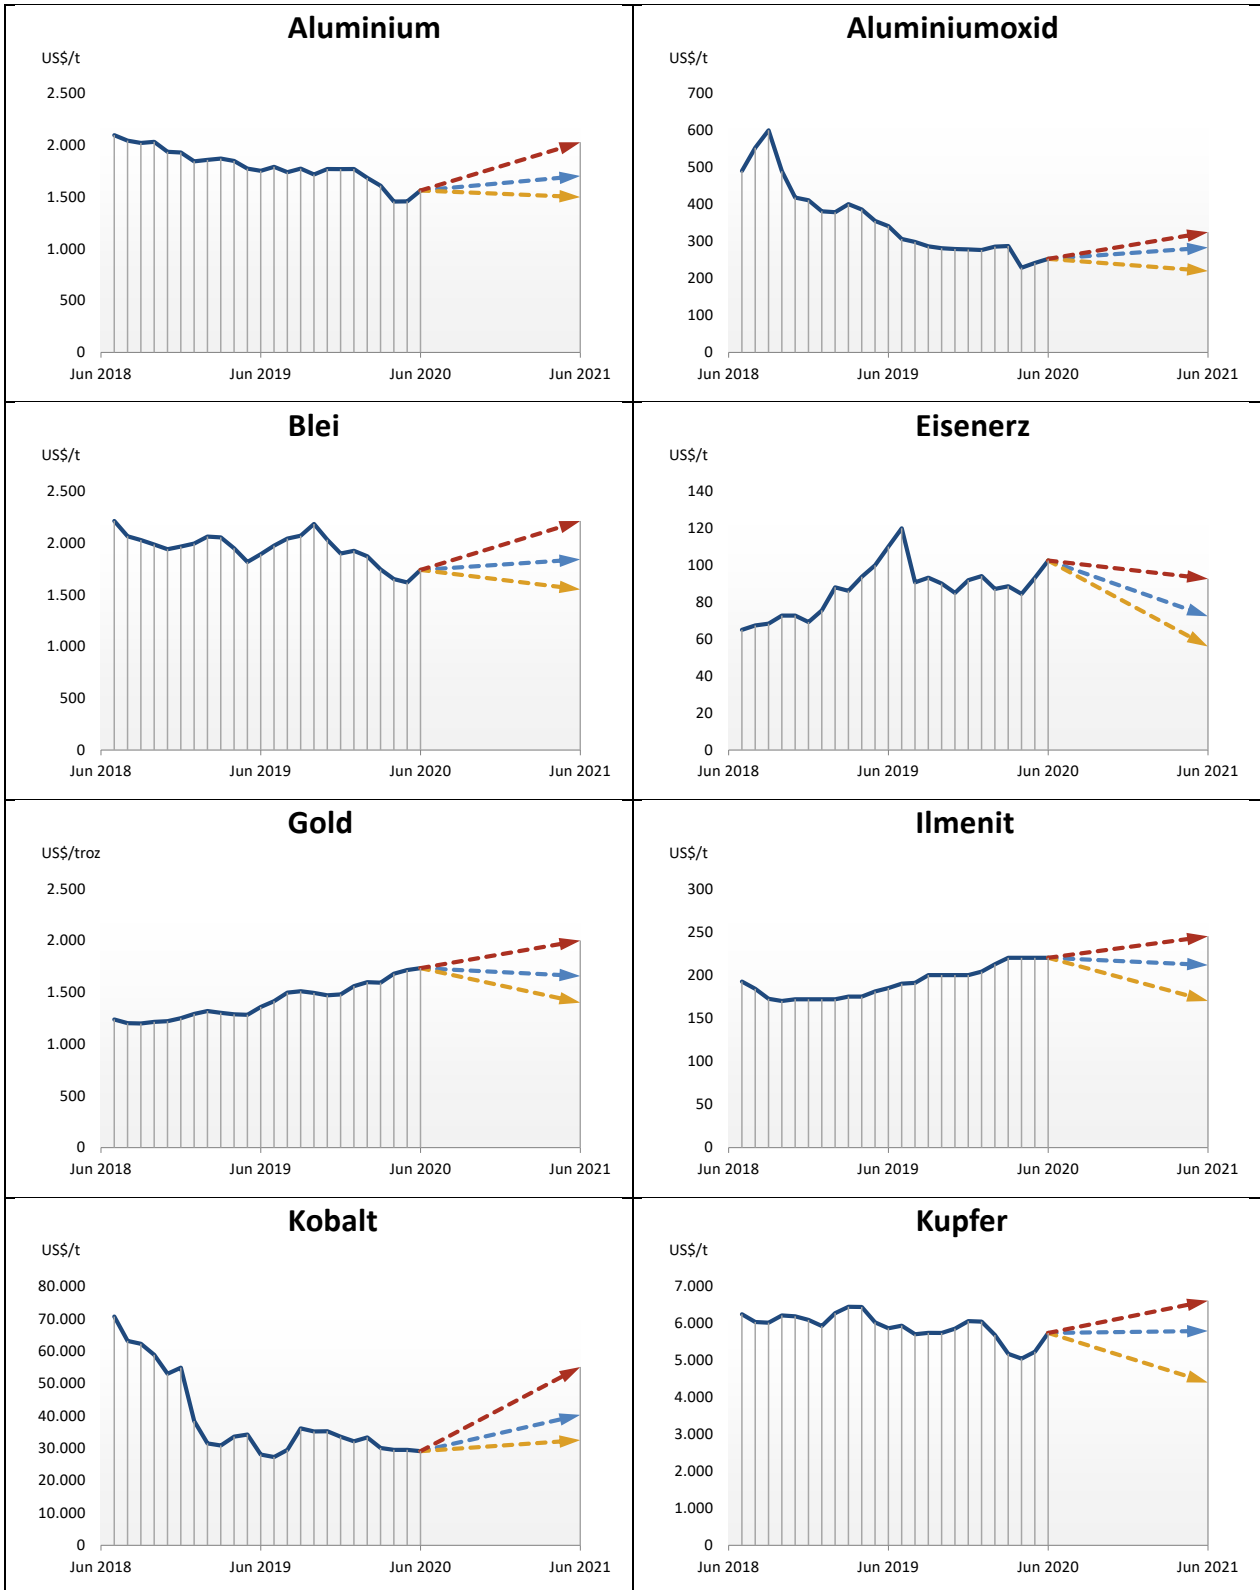 Aluminium
US$/t
2.500
2.000
1.500
1.000
500
0
Jun 2018 Jun 2019 Jun 2020 Jun 2021
Aluminiumoxid
US$/t
700
600
500
400
300
200
100
0
Jun 2018 Jun 2019 Jun 2020 Jun 2021
Blei
US$/t
2.500
2.000
1.500
1.000
500
0
Jun 2018 Jun 2019 Jun 2020 Jun 2021
Eisenerz
US$/t
140
120
100
80
60
40
20
0
Jun 2018 Jun 2019 Jun 2020 Jun 2021
Gold
US$/troz
2.500
2.000
1.500
1.000
500
0
Jun 2018 Jun 2019 Jun 2020 Jun 2021
Ilmenit
US$/t
300
250
200
150
100
50
0
Jun 2018 Jun 2019 Jun 2020 Jun 2021
Kobalt
US$/t
80.000
70.000
60.000
50.000
40.000
30.000
20.000
10.000
0
Jun 2018 Jun 2019 Jun 2020 Jun 2021
Kupfer
US$/t
7.000
6.000
5.000
4.000
3.000
2.000
1.000
0
Jun 2018 Jun 2019 Jun 2020 Jun 2021